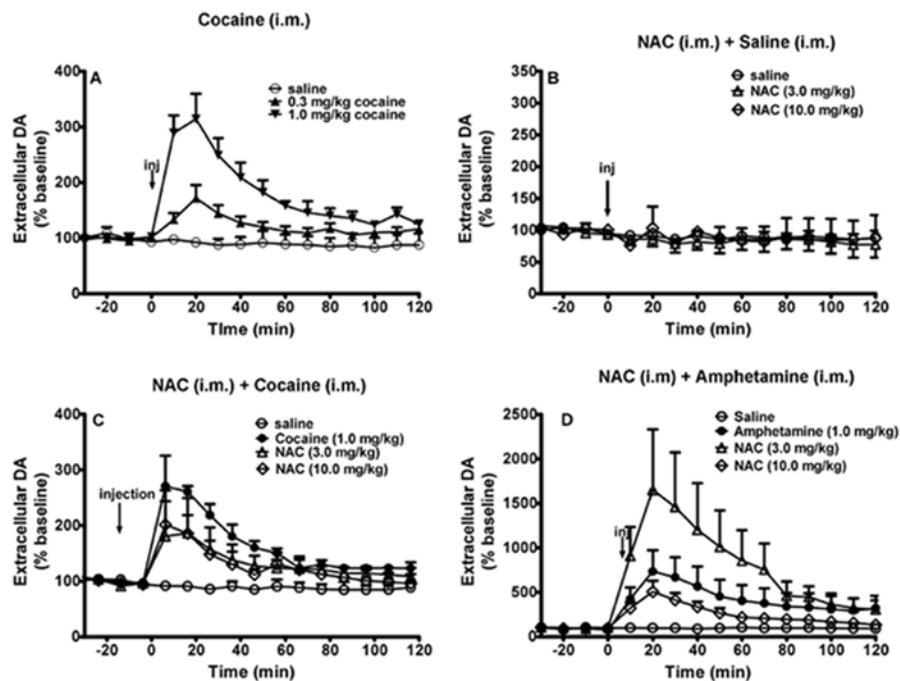 Cocaine (i.m.)
A
saline
0.3 mg/kg cocaine
1.0 mg/kg cocaine
inj
Extracellular DA
(% baseline)
400
300
200
100
0
-20 0 20 40 60 80 100 120
TIme (min)
NAC (i.m.) + Saline (i.m.)
B
saline
NAC (3.0 mg/kg)
NAC (10.0 mg/kg)
inj
Extracellular DA
(% baseline)
350
300
250
200
150
100
50
0
-20 0 20 40 60 80 100 120
Time (min)
NAC (i.m.) + Cocaine (i.m.)
C
saline
Cocaine (1.0 mg/kg)
NAC (3.0 mg/kg)
NAC (10.0 mg/kg)
injection
Extracellular DA
(% baseline)
400
300
200
100
0
-20 0 20 40 60 80 100 120
Time (min)
NAC (i.m) + Amphetamine (i.m.)
D
Saline
Amphetamine (1.0 mg/kg)
NAC (3.0 mg/kg)
NAC (10.0 mg/kg)
inj
Extracellular DA
(% baseline)
2500
2000
1500
1000
500
0
-20 0 20 40 60 80 100 120
Time (min)